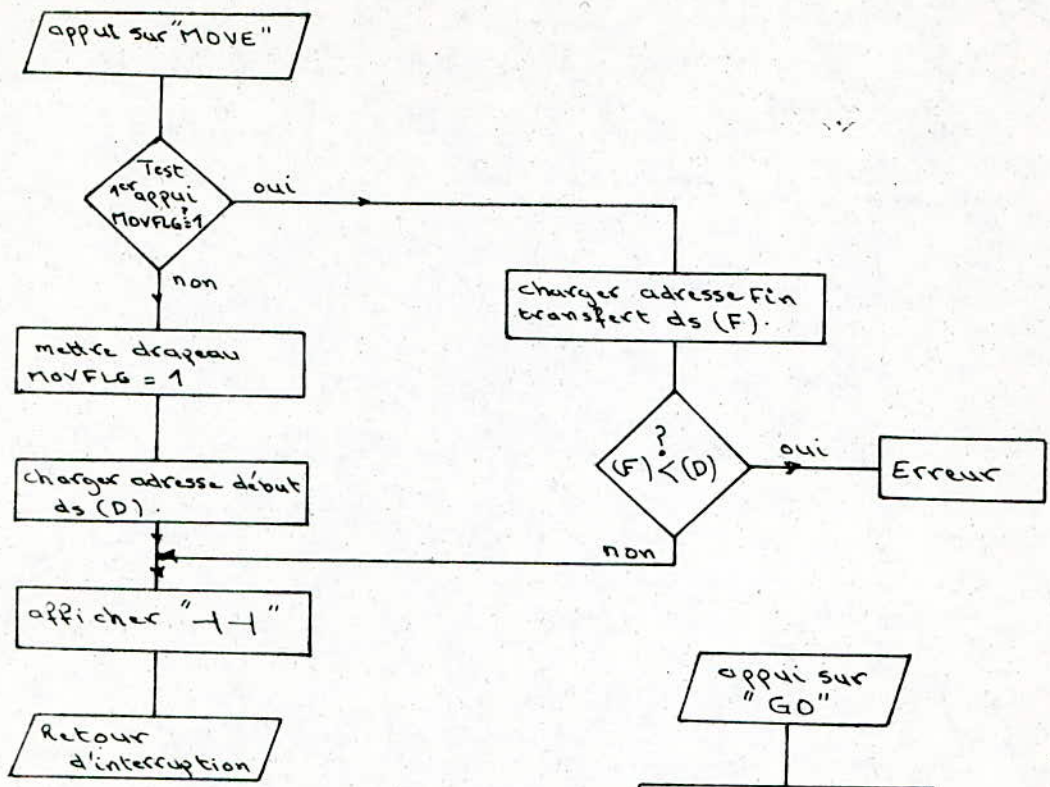 appui sur "MOVE"
Test
1er appui
MOVFLG=1
?
oui
non
mettre drapeau
MOVFLG = 1
charger adresse début
ds (D).
charger adresse Fin
transfert ds (F).
?
(F) < (D)
oui
Erreur
non
afficher "⊣⊣"
Retour
d'interruption
appui sur
"GO"